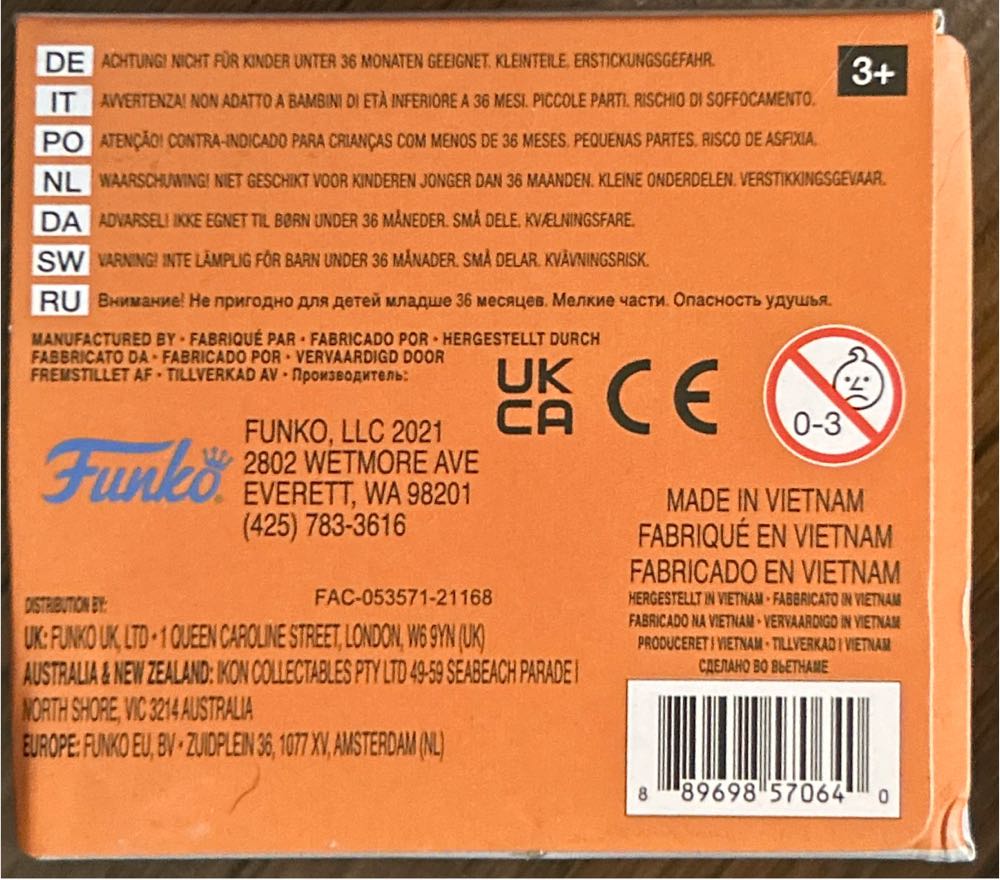 DE ACHTUNG! NICHT FÜR KINDER UNTER 36 MONATEN GEEIGNET. KLEINTEILE. ERSTICKUNGSGEFAHR.
3+
IT AVVERTENZA! NON ADATTO A BAMBINI DI ETÀ INFERIORE A 36 MESI. PICCOLE PARTI. RISCHIO DI SOFFOCAMENTO.
PO ATENÇÃO! CONTRA-INDICADO PARA CRIANÇAS COM MENOS DE 36 MESES. PEQUENAS PARTES. RISCO DE ASFIXIA.
NL WAARSCHUWING! NIET GESCHIKT VOOR KINDEREN JONGER DAN 36 MAANDEN. KLEINE ONDERDELEN. VERSTIKKINGSGEVAAR.
DA ADVARSEL! IKKE EGNET TIL BØRN UNDER 36 MÅNEDER. SMÅ DELE. KVÆLNINGSFARE.
SW VARNING! INTE LÄMPLIG FÖR BARN UNDER 36 MÅNADER. SMÅ DELAR. KVÄVNINGSRISK.
RU Внимание! Не пригодно для детей младше 36 месяцев. Мелкие части. Опасность удушья.
MANUFACTURED BY • FABRIQUÉ PAR • FABRICADO POR • HERGESTELLT DURCH
FABBRICATO DA • FABRICADO POR • VERVAARDIGD DOOR
FREMSTILLET AF • TILLVERKAD AV • Производитель:
UK
CA
CE
0-3
Funko
FUNKO, LLC 2021
2802 WETMORE AVE
EVERETT, WA 98201
(425) 783-3616
MADE IN VIETNAM
FABRIQUÉ EN VIETNAM
FABRICADO EN VIETNAM
HERGESTELLT IN VIETNAM • FABBRICATO IN VIETNAM
FABRICADO NA VIETNAM • VERVAARDIGD IN VIETNAM
PRODUCERET I VIETNAM • TILLVERKAD I VIETNAM
СДЕЛАНО ВО ВЬЕТНАМЕ
FAC-053571-21168
DISTRIBUTION BY:
UK: FUNKO UK, LTD • 1 QUEEN CAROLINE STREET, LONDON, W6 9YN (UK)
AUSTRALIA & NEW ZEALAND: IKON COLLECTABLES PTY LTD 49-59 SEABEACH PARADE I
NORTH SHORE, VIC 3214 AUSTRALIA
EUROPE: FUNKO EU, BV • ZUIDPLEIN 36, 1077 XV, AMSTERDAM (NL)
8 89698 57064 0